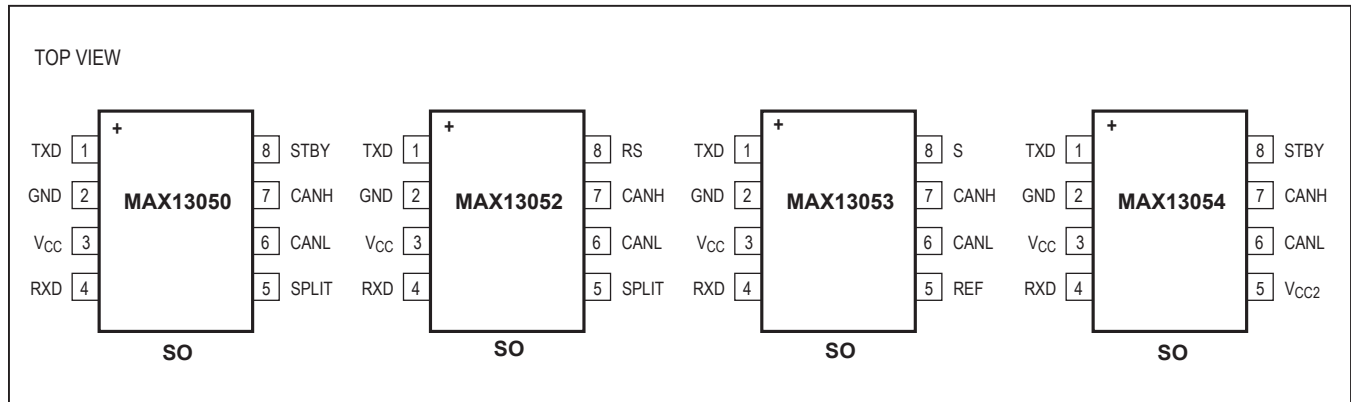 TOP VIEW
+
TXD 1 8 STBY
GND 2 MAX13050 7 CANH
VCC 3 6 CANL
RXD 4 5 SPLIT
SO
+
TXD 1 8 RS
GND 2 MAX13052 7 CANH
VCC 3 6 CANL
RXD 4 5 SPLIT
SO
+
TXD 1 8 S
GND 2 MAX13053 7 CANH
VCC 3 6 CANL
RXD 4 5 REF
SO
+
TXD 1 8 STBY
GND 2 MAX13054 7 CANH
VCC 3 6 CANL
RXD 4 5 VCC2
SO